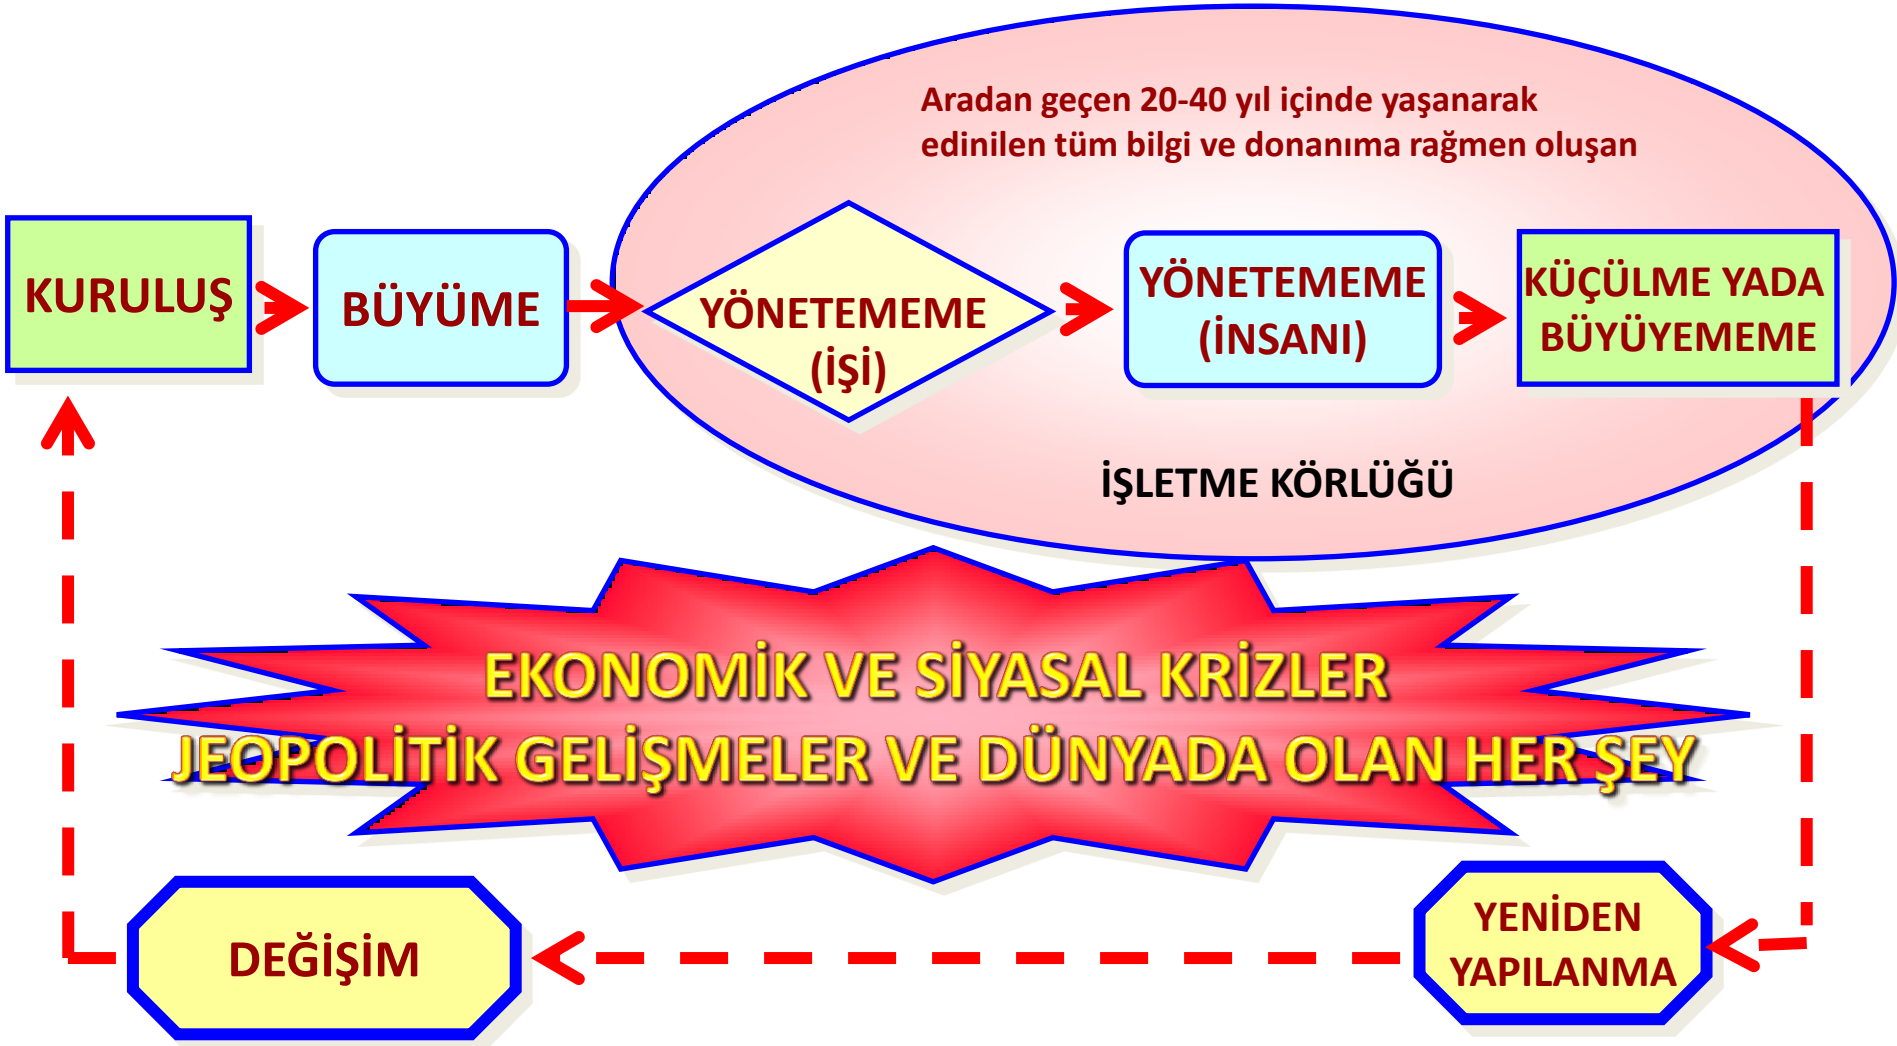 Aradan geçen 20-40 yıl içinde yaşanarak
edinilen tüm bilgi ve donanıma rağmen oluşan
KURULUŞ
BÜYÜME
YÖNETEMEME
(İŞİ)
YÖNETEMEME
(İNSANI)
KÜÇÜLME YADA
BÜYÜYEMEME
İŞLETME KÖRLÜĞÜ
EKONOMİK VE SİYASAL KRİZLER
JEOPOLİTİK GELİŞMELER VE DÜNYADA OLAN HER ŞEY
DEĞİŞİM
YENİDEN
YAPILANMA